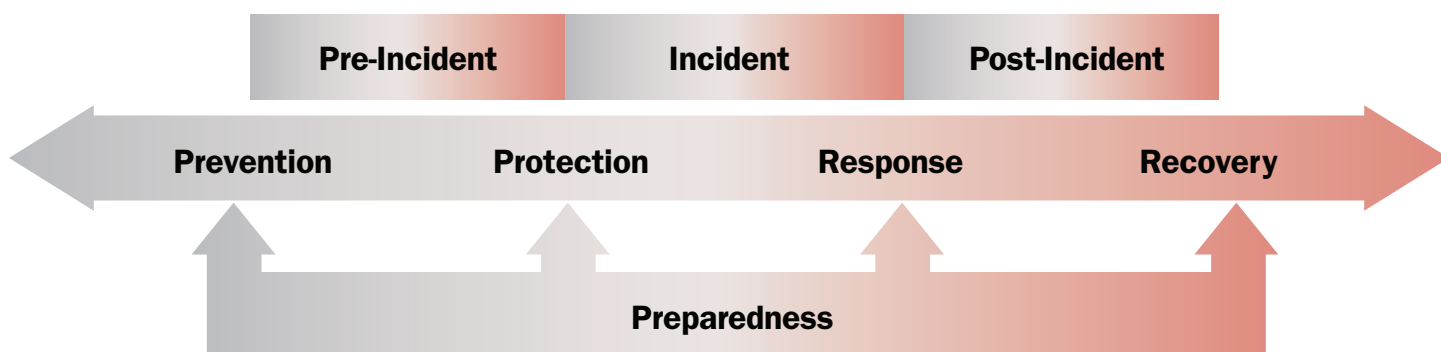 Pre-Incident Incident Post-Incident
Prevention Protection Response Recovery
Preparedness